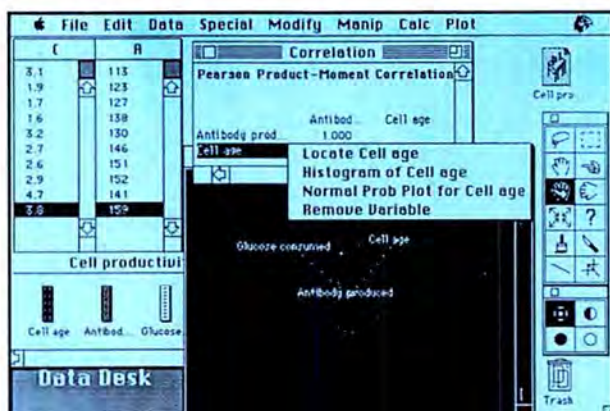 File Edit Data Special Modify Manip Calc Plot
C A
3.1 113
1.9 123
1.7 127
1.6 138
3.2 130
2.7 146
2.6 151
2.9 152
4.7 141
3.8 159
Correlation
Pearson Product-Moment Correlation
Antibod... Cell age
Antibody prod... 1.000
Cell age
Locate Cell age
Histogram of Cell age
Normal Prob Plot for Cell age
Remove Variable
Glucose consumed
Cell age
Antibody produced
Cell productivi
Cell age Antibod... Glucose
Data Desk
Cell pro...
?
Trash